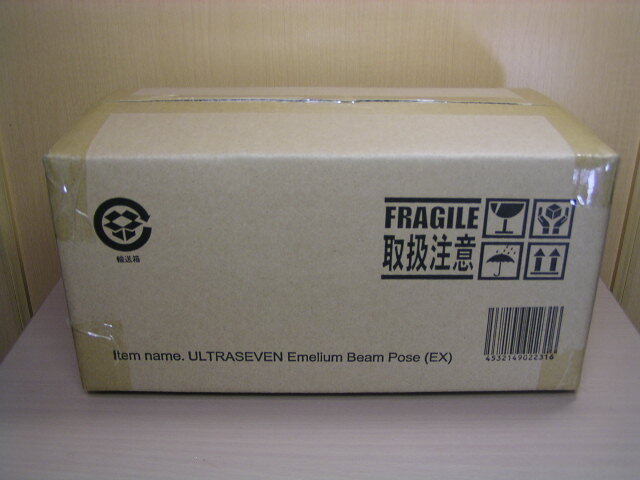 FRAGILE
取扱注意
輸送箱
Item name. ULTRASEVEN Emelium Beam Pose (EX)
4532149022316